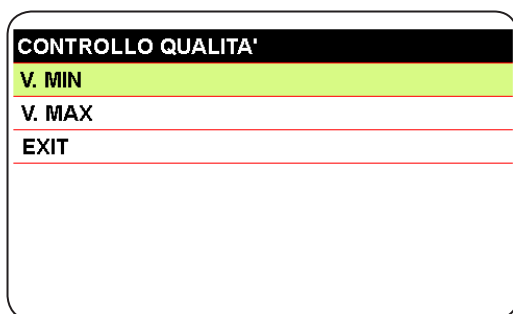 CONTROLLO QUALITA'
V. MIN
V. MAX
EXIT